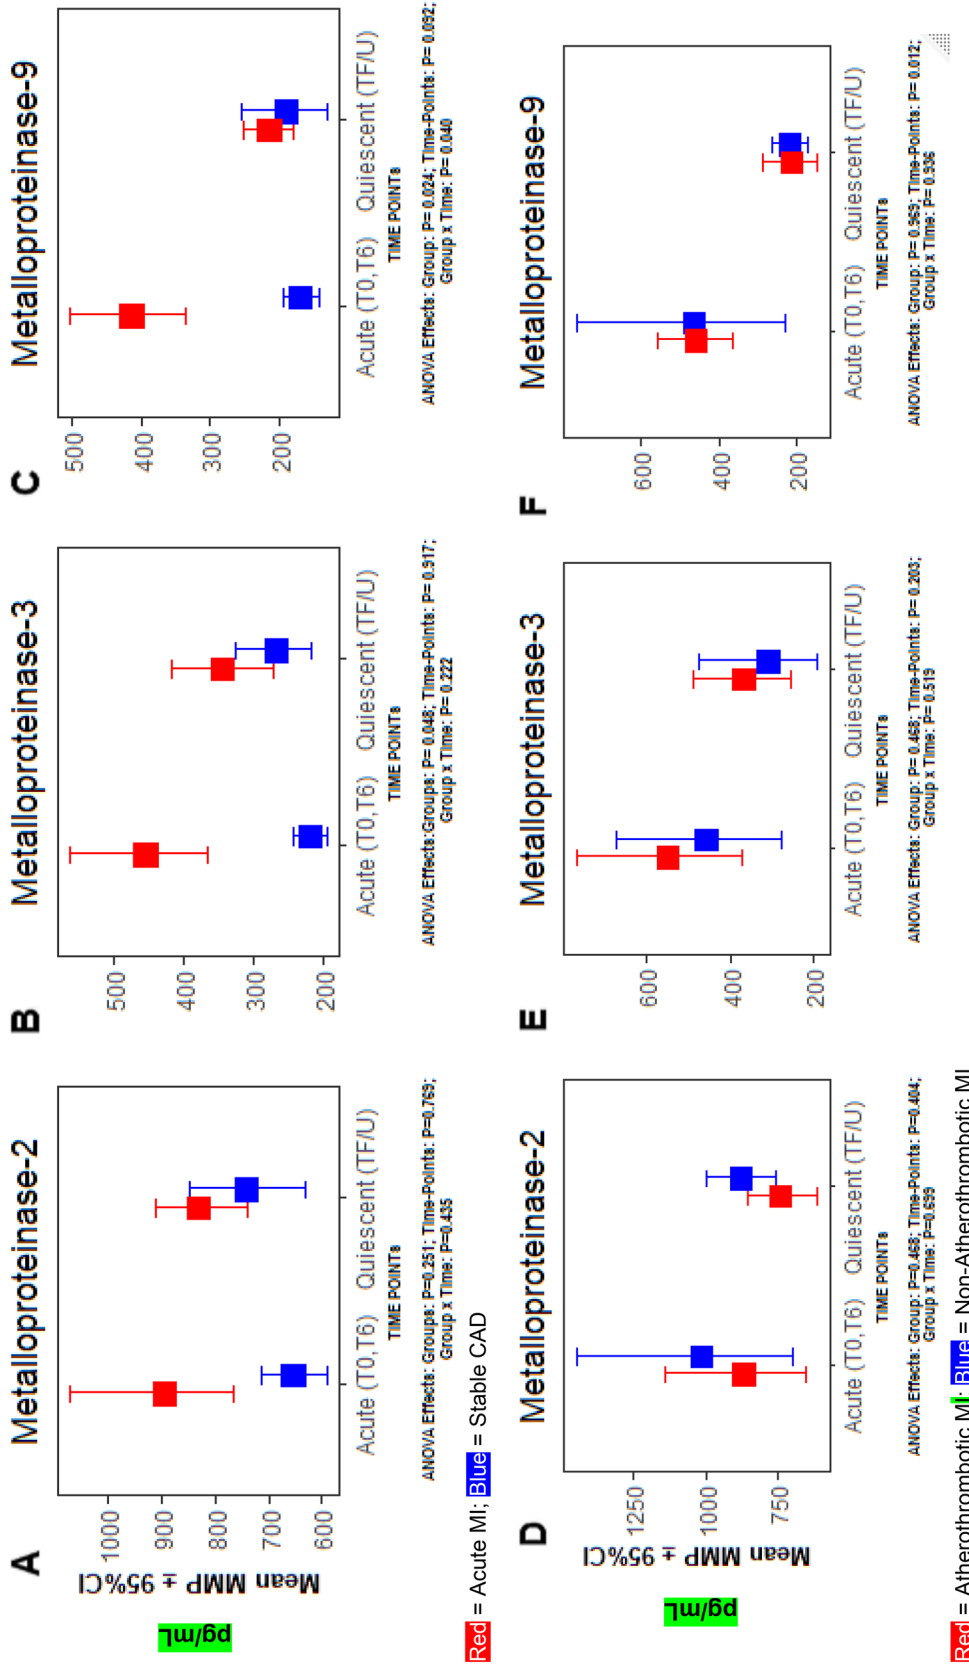 A
Metalloproteinase-2
Mean MMP ± 95%CI
pg/mL
1000
900
800
700
600
Acute (T0,T6) Quiescent (TF/U)
TIME POINTs
ANOVA Effects: Groups: P=0.251; Time-Points: P=0.769;
Group x Time: P=0.435
B
Metalloproteinase-3
500
400
300
200
Acute (T0,T6) Quiescent (TF/U)
TIME POINTs
ANOVA Effects:Groups: P= 0.048; Time-Points: P= 0.917;
Group x Time: P= 0.222
C
Metalloproteinase-9
500
400
300
200
Acute (T0,T6) Quiescent (TF/U)
TIME POINTs
ANOVA Effects: Group: P= 0.024; Time-Points: P= 0.092;
Group x Time: P= 0.040
Red = Acute MI; Blue = Stable CAD
D
Metalloproteinase-2
Mean MMP ± 95%CI
pg/mL
1250
1000
750
Acute (T0,T6) Quiescent (TF/U)
TIME POINTs
ANOVA Effects: Group: P=0.468; Time-Points: P=0.404;
Group x Time: P=0.699
E
Metalloproteinase-3
600
400
200
Acute (T0,T6) Quiescent (TF/U)
TIME POINTs
ANOVA Effects: Group: P= 0.468; Time-Points: P= 0.203;
Group x Time: P= 0.519
F
Metalloproteinase-9
600
400
200
Acute (T0,T6) Quiescent (TF/U)
TIME POINTs
ANOVA Effects: Group: P= 0.969; Time-Points: P= 0.012;
Group x Time: P= 0.936
Red = Atherothrombotic MI; Blue = Non-Atherothrombotic MI